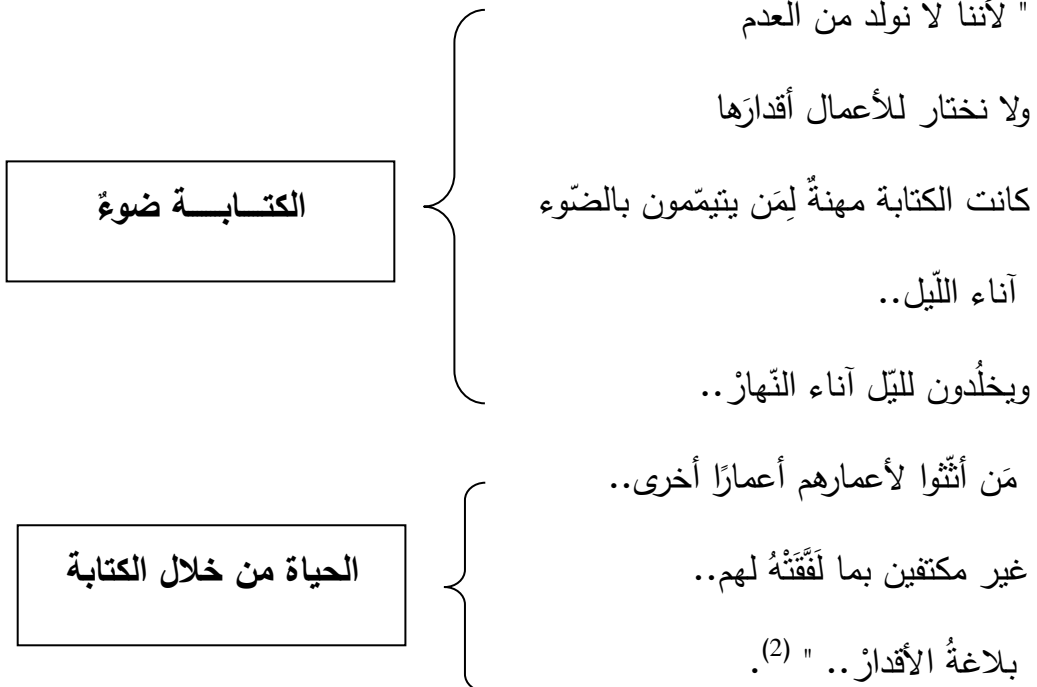 " لأننا لا نولد من العدم
ولا نختار للأعمال أقدارَها
كانت الكتابة مهنةٌ لِمَن يتيمّمون بالضّوء
آناء اللّيل..
ويخلُدون لليّل آناء النّهارْ..
الكتـــابـــــة ضوءٌ
مَن أثّثوا لأعمارهم أعمارًا أخرى..
غير مكتفين بما لَفَّقَتْهُ لهم..
بلاغةُ الأقدارْ.. " (2).
الحياة من خلال الكتابة